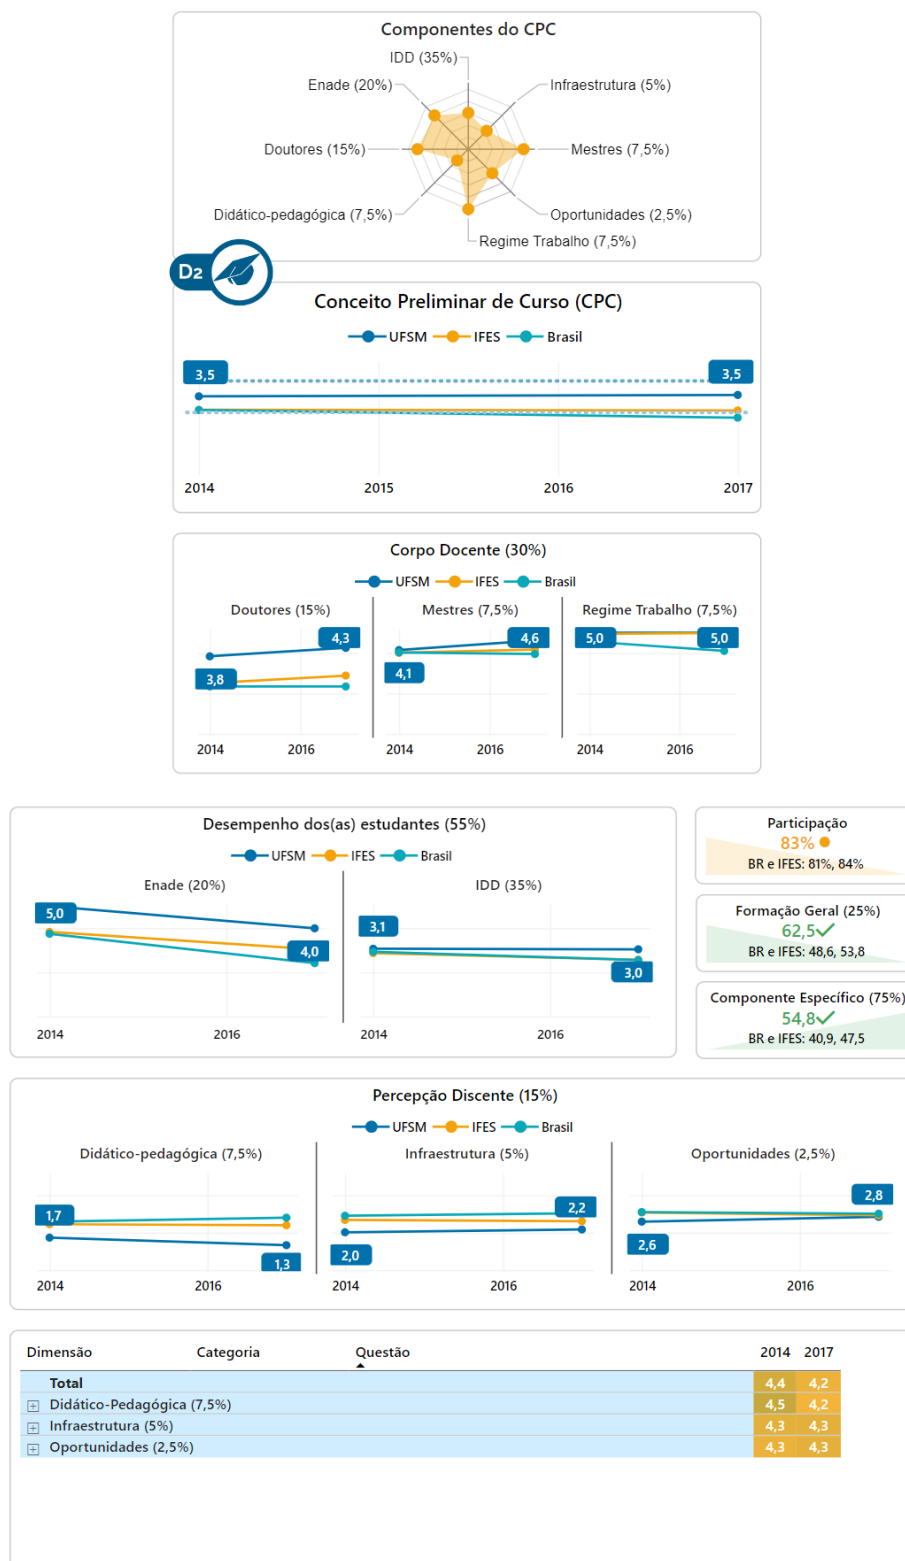 Componentes do CPC
IDD (35%)
Enade (20%)
Infraestrutura (5%)
Doutores (15%)
Mestres (7,5%)
Didático-pedagógica (7,5%)
Oportunidades (2,5%)
Regime Trabalho (7,5%)
D2
Conceito Preliminar de Curso (CPC)
UFSM IFES Brasil
3,5 3,5
2014 2015 2016 2017
Corpo Docente (30%)
UFSM IFES Brasil
Doutores (15%) Mestres (7,5%) Regime Trabalho (7,5%)
4,3 4,6 5,0 5,0
3,8 4,1
2014 2016 2014 2016 2014 2016
Desempenho dos(as) estudantes (55%)
UFSM IFES Brasil
Enade (20%) IDD (35%)
5,0 3,1
4,0 3,0
2014 2016 2014 2016
Participação
83%
BR e IFES: 81%, 84%
Formação Geral (25%)
62,5
BR e IFES: 48,6, 53,8
Componente Específico (75%)
54,8
BR e IFES: 40,9, 47,5
Percepção Discente (15%)
UFSM IFES Brasil
Didático-pedagógica (7,5%) Infraestrutura (5%) Oportunidades (2,5%)
1,7 2,2 2,8
1,3 2,0 2,6
2014 2016 2014 2016 2014 2016
Dimensão Categoria Questão 2014 2017
Total 4,4 4,2
Didático-Pedagógica (7,5%) 4,5 4,2
Infraestrutura (5%) 4,3 4,3
Oportunidades (2,5%) 4,3 4,3